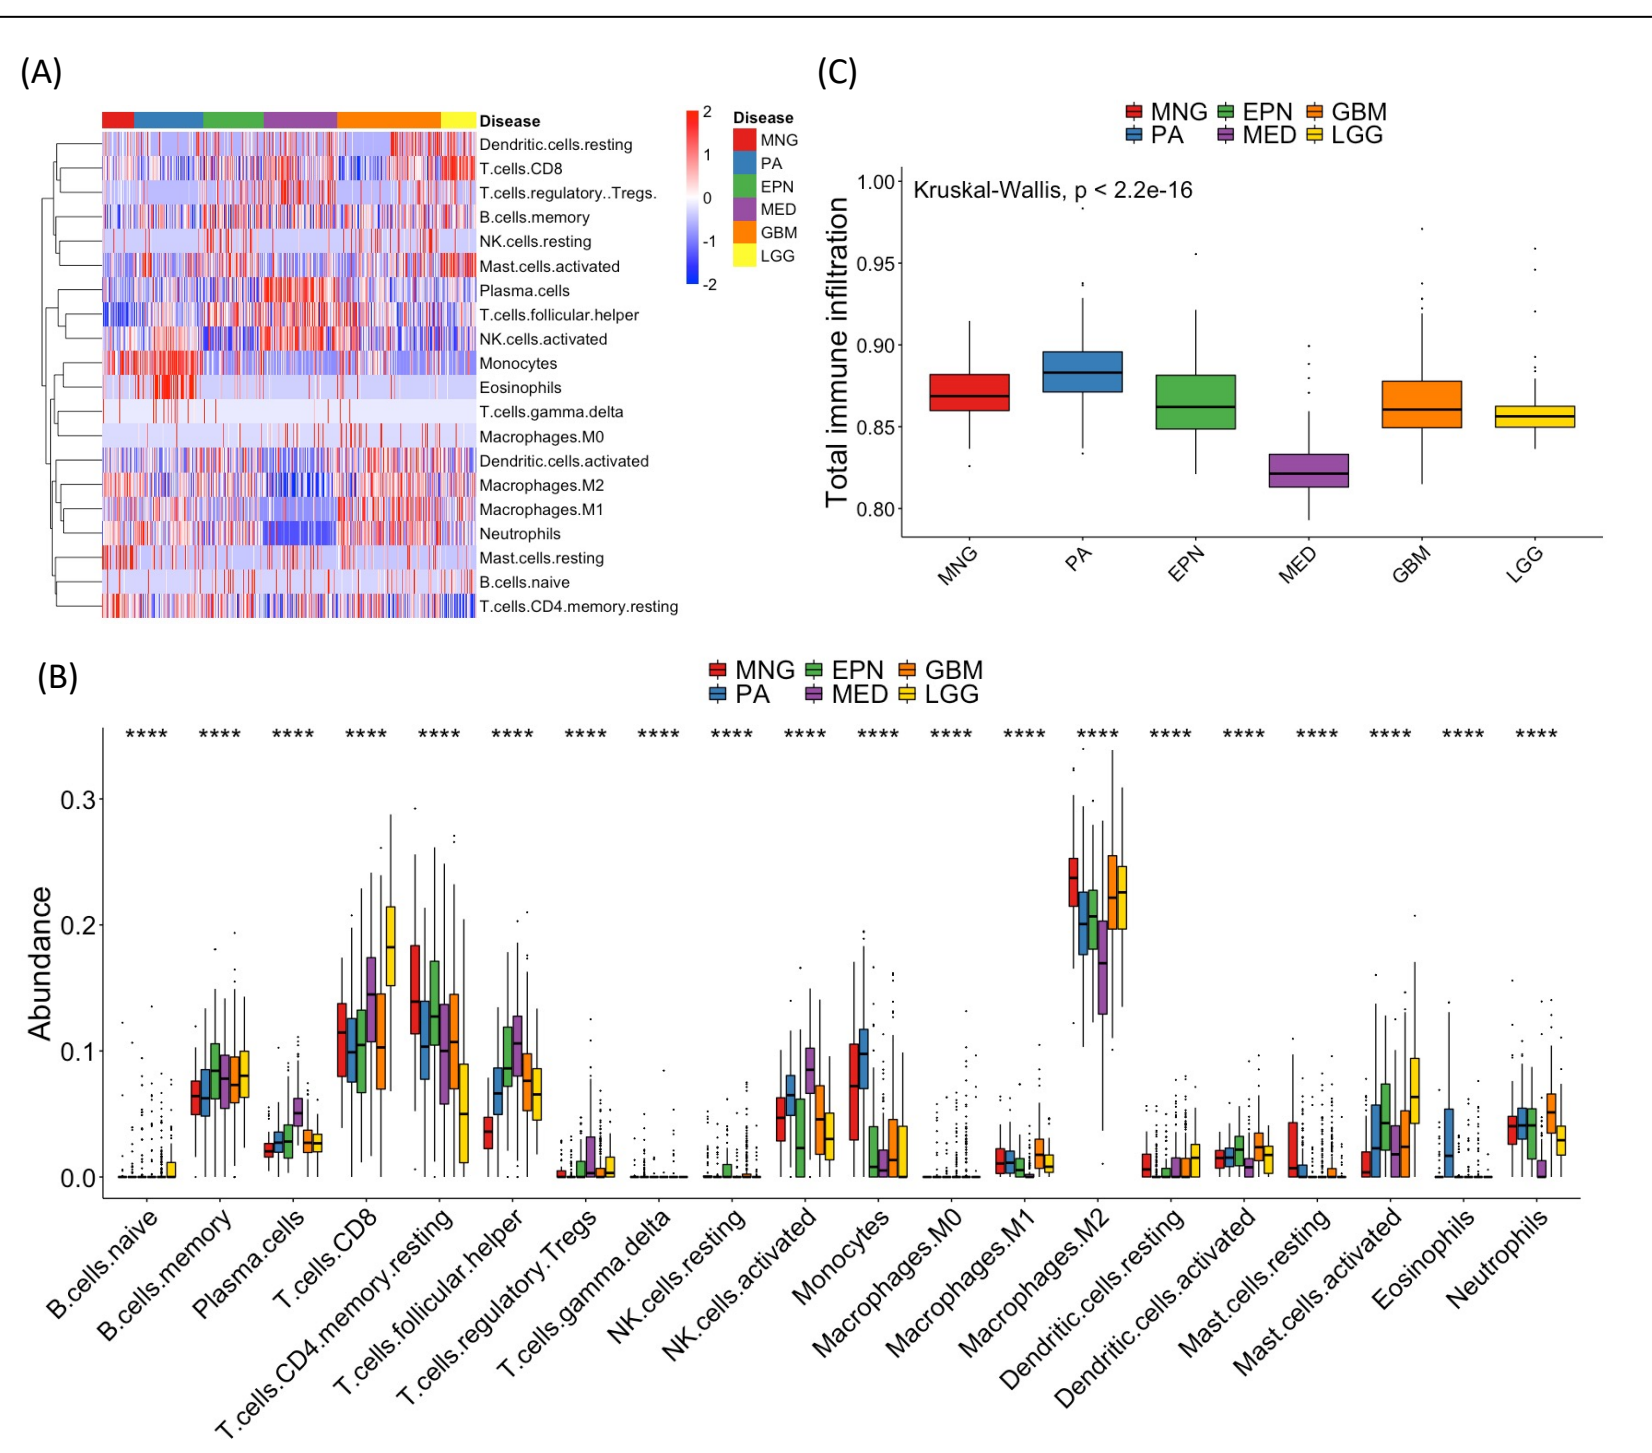 (A)
Disease
Dendritic.cells.resting
T.cells.CD8
T.cells.regulatory..Tregs.
B.cells.memory
NK.cells.resting
Mast.cells.activated
Plasma.cells
T.cells.follicular.helper
NK.cells.activated
Monocytes
Eosinophils
T.cells.gamma.delta
Macrophages.M0
Dendritic.cells.activated
Macrophages.M2
Macrophages.M1
Neutrophils
Mast.cells.resting
B.cells.naive
T.cells.CD4.memory.resting
2
1
0
-1
-2
Disease
MNG
PA
EPN
MED
GBM
LGG
(C)
MNG EPN GBM
PA MED LGG
Kruskal-Wallis, p < 2.2e-16
Total immune infiltration
1.00
0.95
0.90
0.85
0.80
MNG
PA
EPN
MED
GBM
LGG
(B)
MNG EPN GBM
PA MED LGG
**** **** **** **** **** **** **** **** **** **** **** **** **** **** **** **** **** **** **** ****
Abundance
0.3
0.2
0.1
0.0
B.cells.naive
B.cells.memory
Plasma.cells
T.cells.CD8
T.cells.CD4.memory.resting
T.cells.follicular.helper
T.cells.regulatory.Tregs
T.cells.gamma.delta
NK.cells.resting
NK.cells.activated
Monocytes
Macrophages.M0
Macrophages.M1
Macrophages.M2
Dendritic.cells.resting
Dendritic.cells.activated
Mast.cells.resting
Mast.cells.activated
Eosinophils
Neutrophils